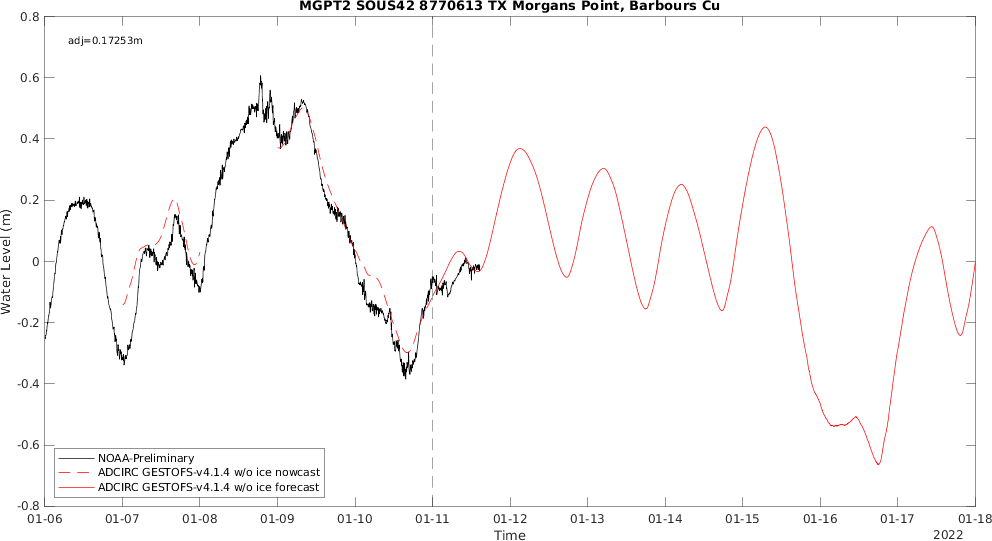 MGPT2 SOUS42 8770613 TX Morgans Point, Barbours Cu
adj=0.17253m
0.8
0.6
0.4
0.2
0
-0.2
-0.4
-0.6
-0.8
Water Level (m)
NOAA-Preliminary
ADCIRC GESTOFS-v4.1.4 w/o ice nowcast
ADCIRC GESTOFS-v4.1.4 w/o ice forecast
01-06 01-07 01-08 01-09 01-10 01-11 01-12 01-13 01-14 01-15 01-16 01-17 01-18
Time
2022